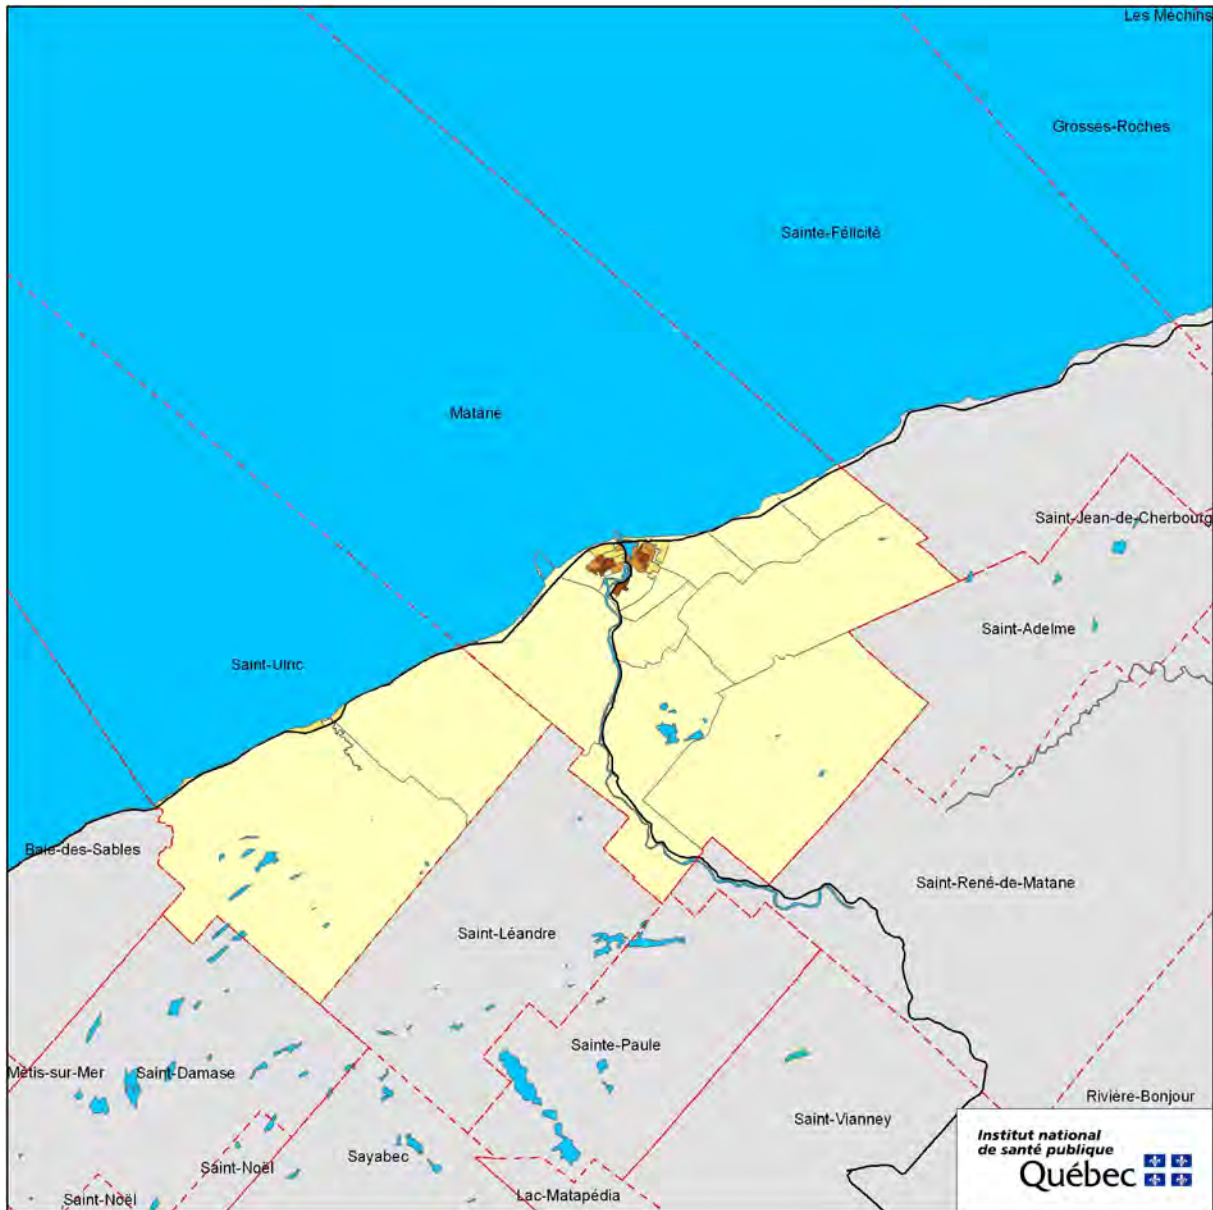 Les Méchins
Grosses-Roches
Sainte-Félicité
Matane
Saint-Jean-de-Cherbourg
Saint-Adelme
Saint-Ulric
Baie-des-Sables
Saint-René-de-Matane
Saint-Léandre
Sainte-Paule
Métis-sur-Mer
Saint-Damase
Rivière-Bonjour
Saint-Vianney
Sayabec
Saint-Noël
Lac-Matapédia
Saint-Noël
Institut national
de santé publique
Québec